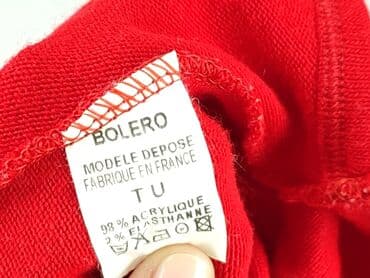 BOLERO
MODELE DEPOSE
FABRIQUE EN FRANCE
T U
98 % ACRYLIQUE
2 % ELASTHANNE